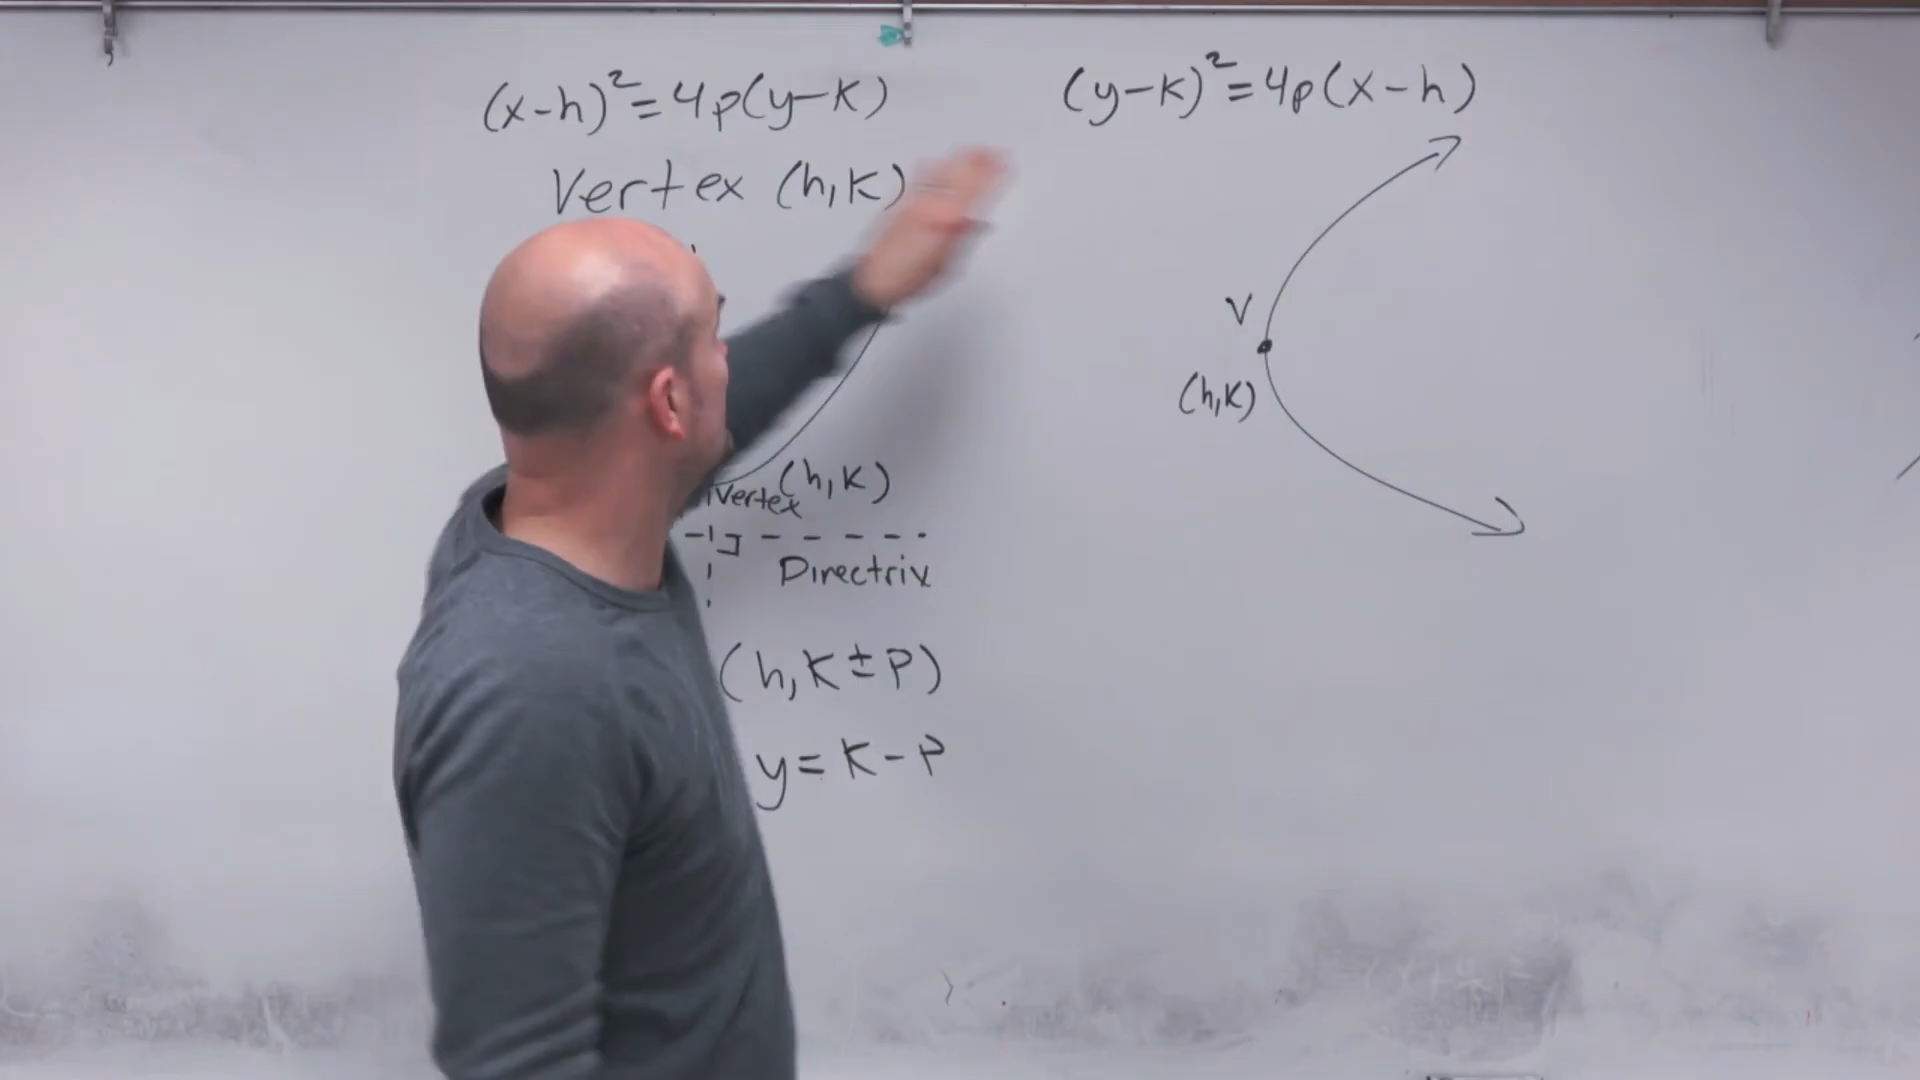 (x-h)²=4p(y-k)
Vertex (h,k)
Vertex (h,k)
Directrix
(h,k±p)
y=k-p
(y-k)²=4p(x-h)
V
(h,k)